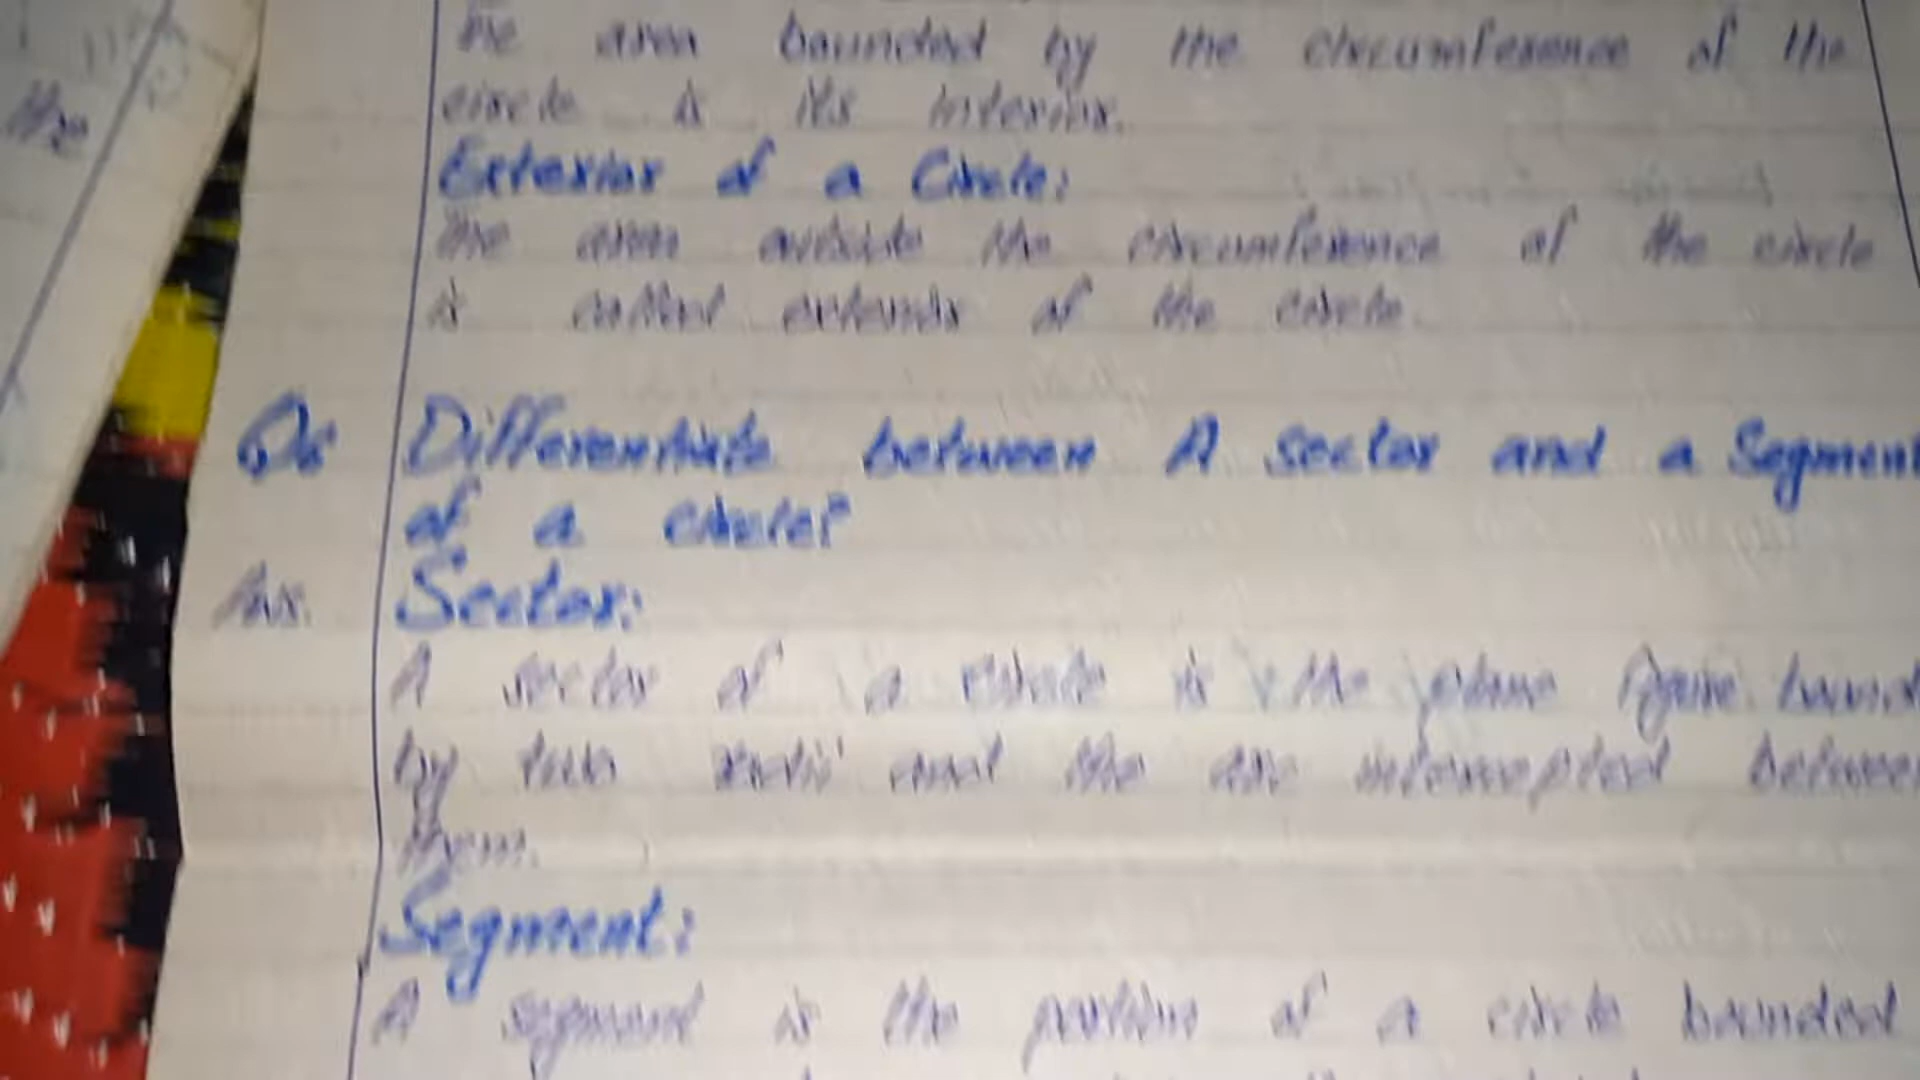 The area bounded by the circumference of the
circle is its interior.
Exterior of a Circle:
The area outside the circumference of the circle
is called exterior of the circle.
Q6 Differentiate between A sector and a Segment
of a circle?
Ans. Sector:
A sector of a circle is the plane figure bound
by two radii and the arc intercepted between
them.
Segment:
A segment is the portion of a circle bounded
the